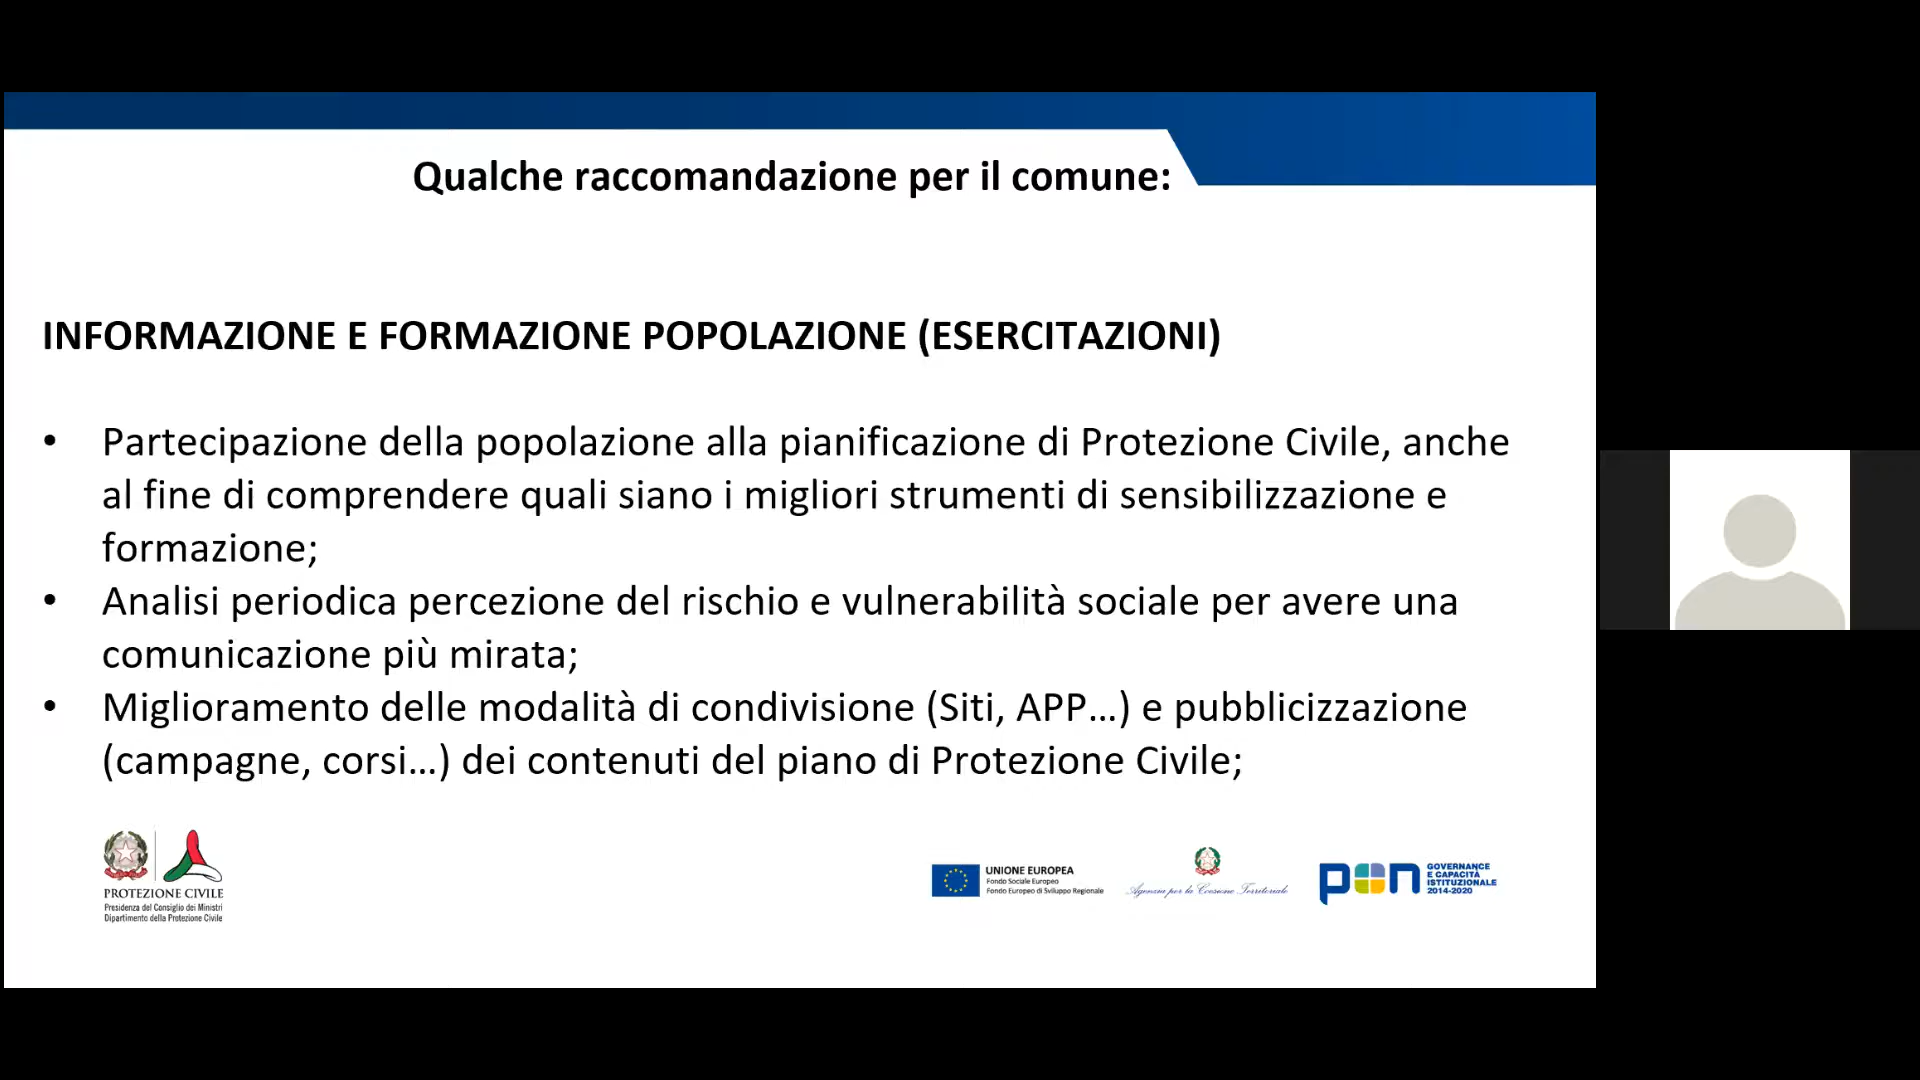 Qualche raccomandazione per il comune:
INFORMAZIONE E FORMAZIONE POPOLAZIONE (ESERCITAZIONI)
• Partecipazione della popolazione alla pianificazione di Protezione Civile, anche
al fine di comprendere quali siano i migliori strumenti di sensibilizzazione e
formazione;
• Analisi periodica percezione del rischio e vulnerabilità sociale per avere una
comunicazione più mirata;
• Miglioramento delle modalità di condivisione (Siti, APP…) e pubblicizzazione
(campagne, corsi…) dei contenuti del piano di Protezione Civile;
PROTEZIONE CIVILE
Presidenza del Consiglio dei Ministri
Dipartimento della Protezione Civile
UNIONE EUROPEA
Fondo Sociale Europeo
Fondo Europeo di Sviluppo Regionale
Agenzia per la Coesione Territoriale
pon
GOVERNANCE
E CAPACITÀ
ISTITUZIONALE
2014-2020